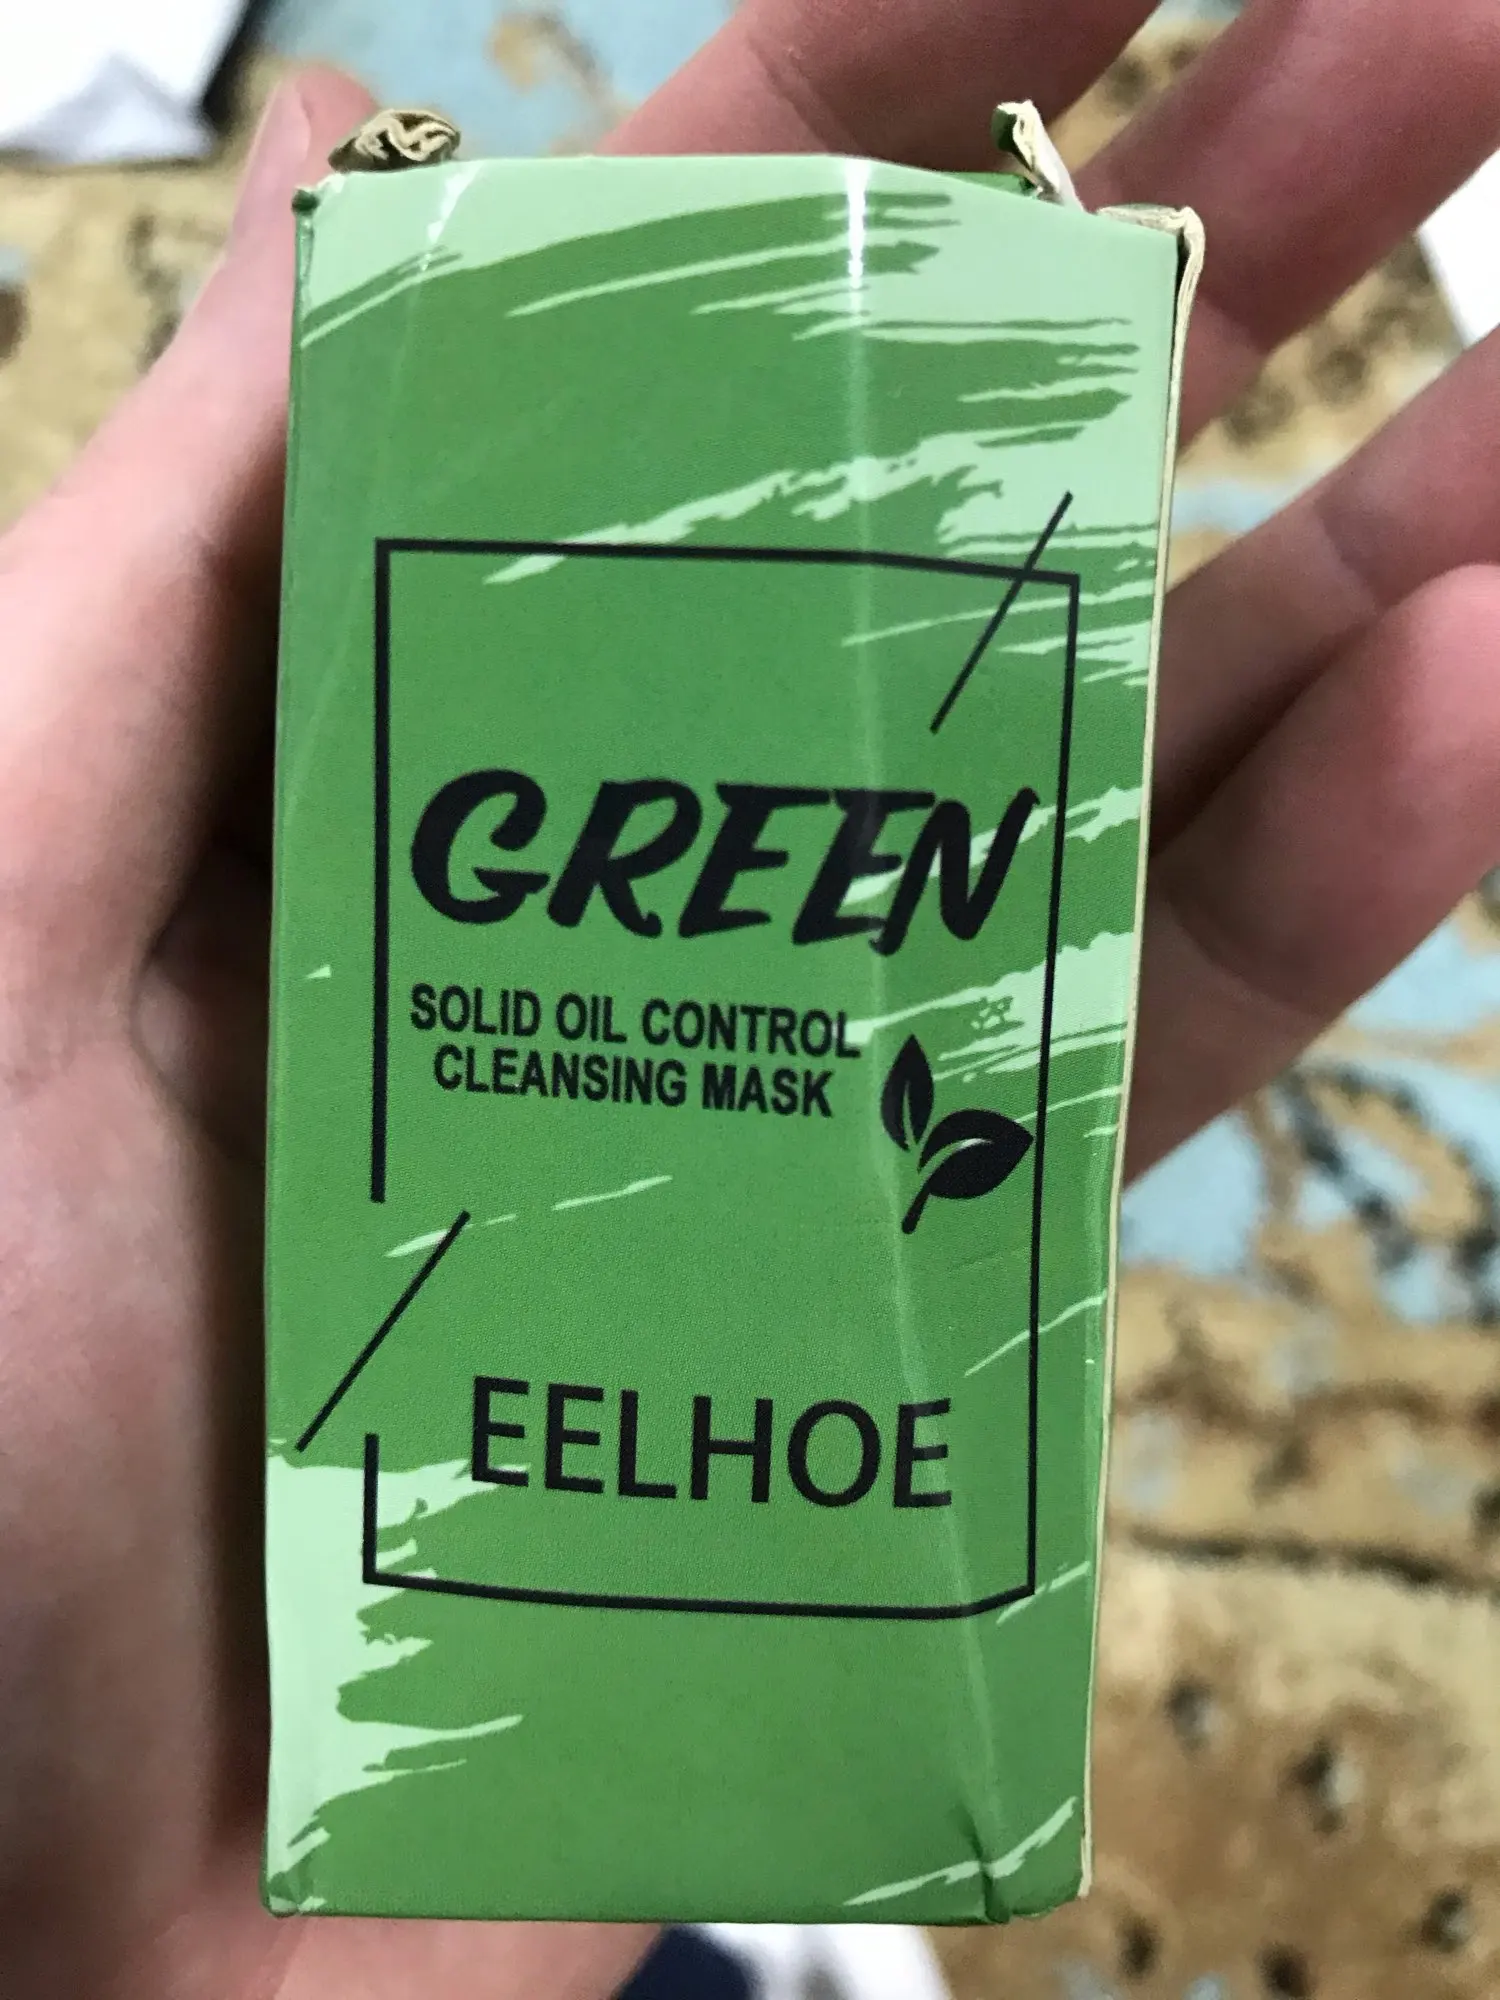 GREEN
SOLID OIL CONTROL
CLEANSING MASK
EELHOE